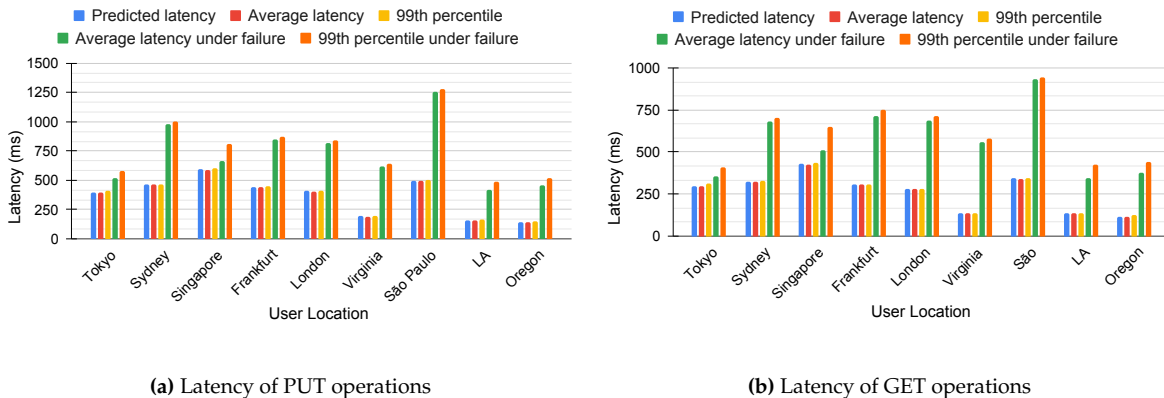 Predicted latency Average latency 99th percentile
Average latency under failure 99th percentile under failure
1500
1250
1000
750
500
250
0
Latency (ms)
Tokyo
Sydney
Singapore
Frankfurt
London
Virginia
São Paulo
LA
Oregon
User Location
(a) Latency of PUT operations
Predicted latency Average latency 99th percentile
Average latency under failure 99th percentile under failure
1000
750
500
250
0
Latency (ms)
Tokyo
Sydney
Singapore
Frankfurt
London
Virginia
São
LA
Oregon
User Location
(b) Latency of GET operations